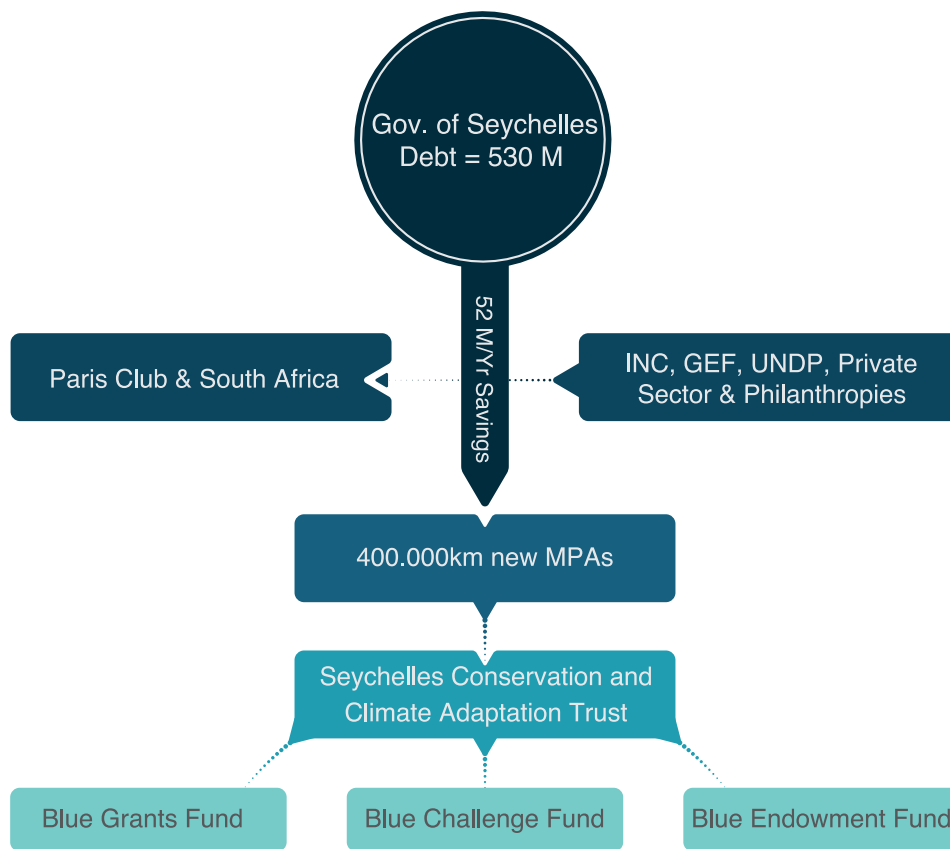 Gov. of Seychelles
Debt = 530 M
52 M/Yr Savings
Paris Club & South Africa
INC, GEF, UNDP, Private
Sector & Philanthropies
400.000km new MPAs
Seychelles Conservation and
Climate Adaptation Trust
Blue Grants Fund
Blue Challenge Fund
Blue Endowment Fund